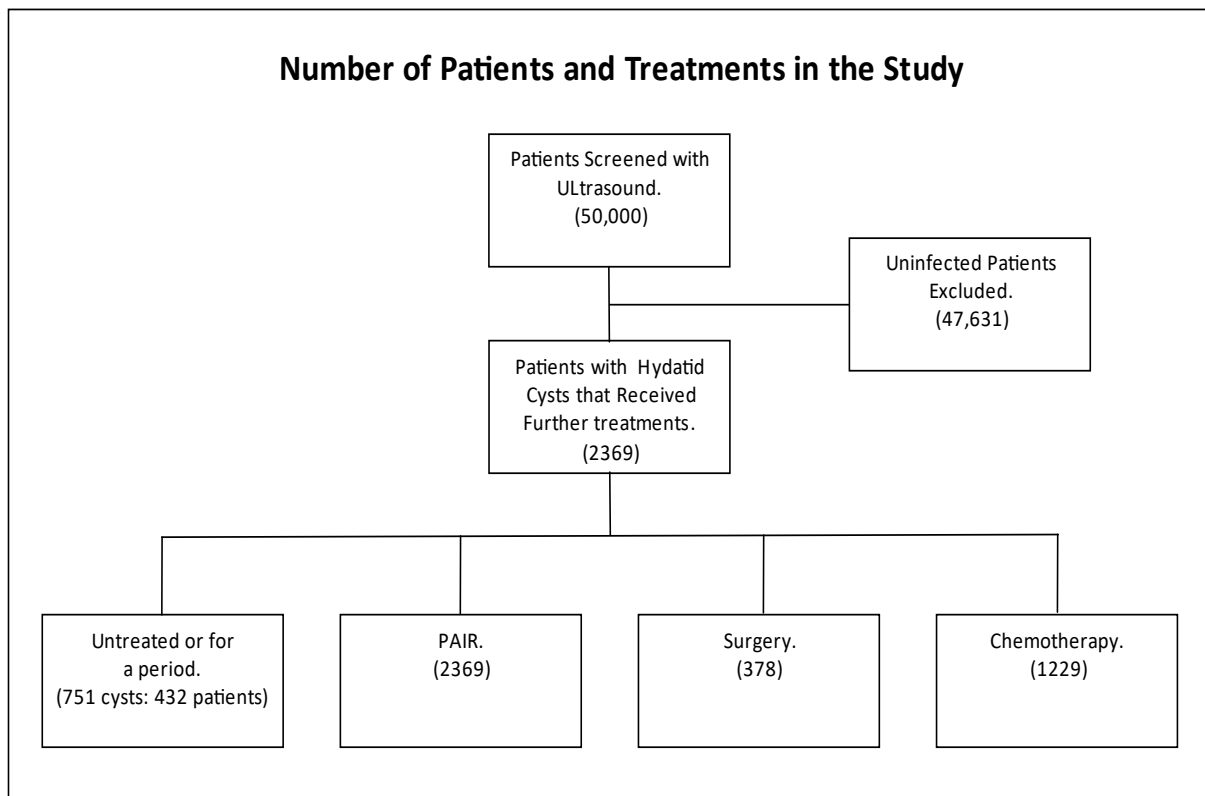 Number of Patients and Treatments in the Study
Patients Screened with
ULtrasound.
(50,000)
Uninfected Patients
Excluded.
(47,631)
Patients with Hydatid
Cysts that Received
Further treatments.
(2369)
Untreated or for
a period.
(751 cysts: 432 patients)
PAIR.
(2369)
Surgery.
(378)
Chemotherapy.
(1229)